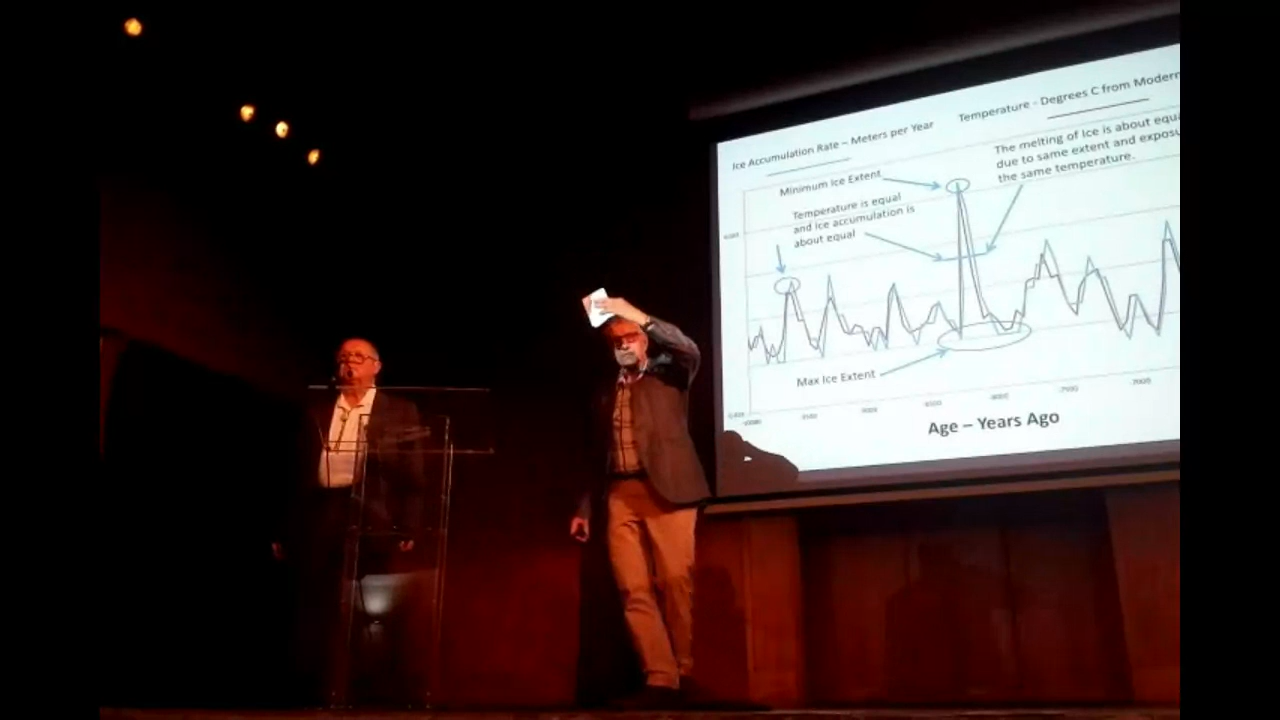 Ice Accumulation Rate – Meters per Year
Temperature - Degrees C from Modern
Minimum Ice Extent
The melting of Ice is about
due to same extent and
the same temperature.
Temperature is equal
and ice accumulation is
about equal
Max Ice Extent
Age – Years Ago